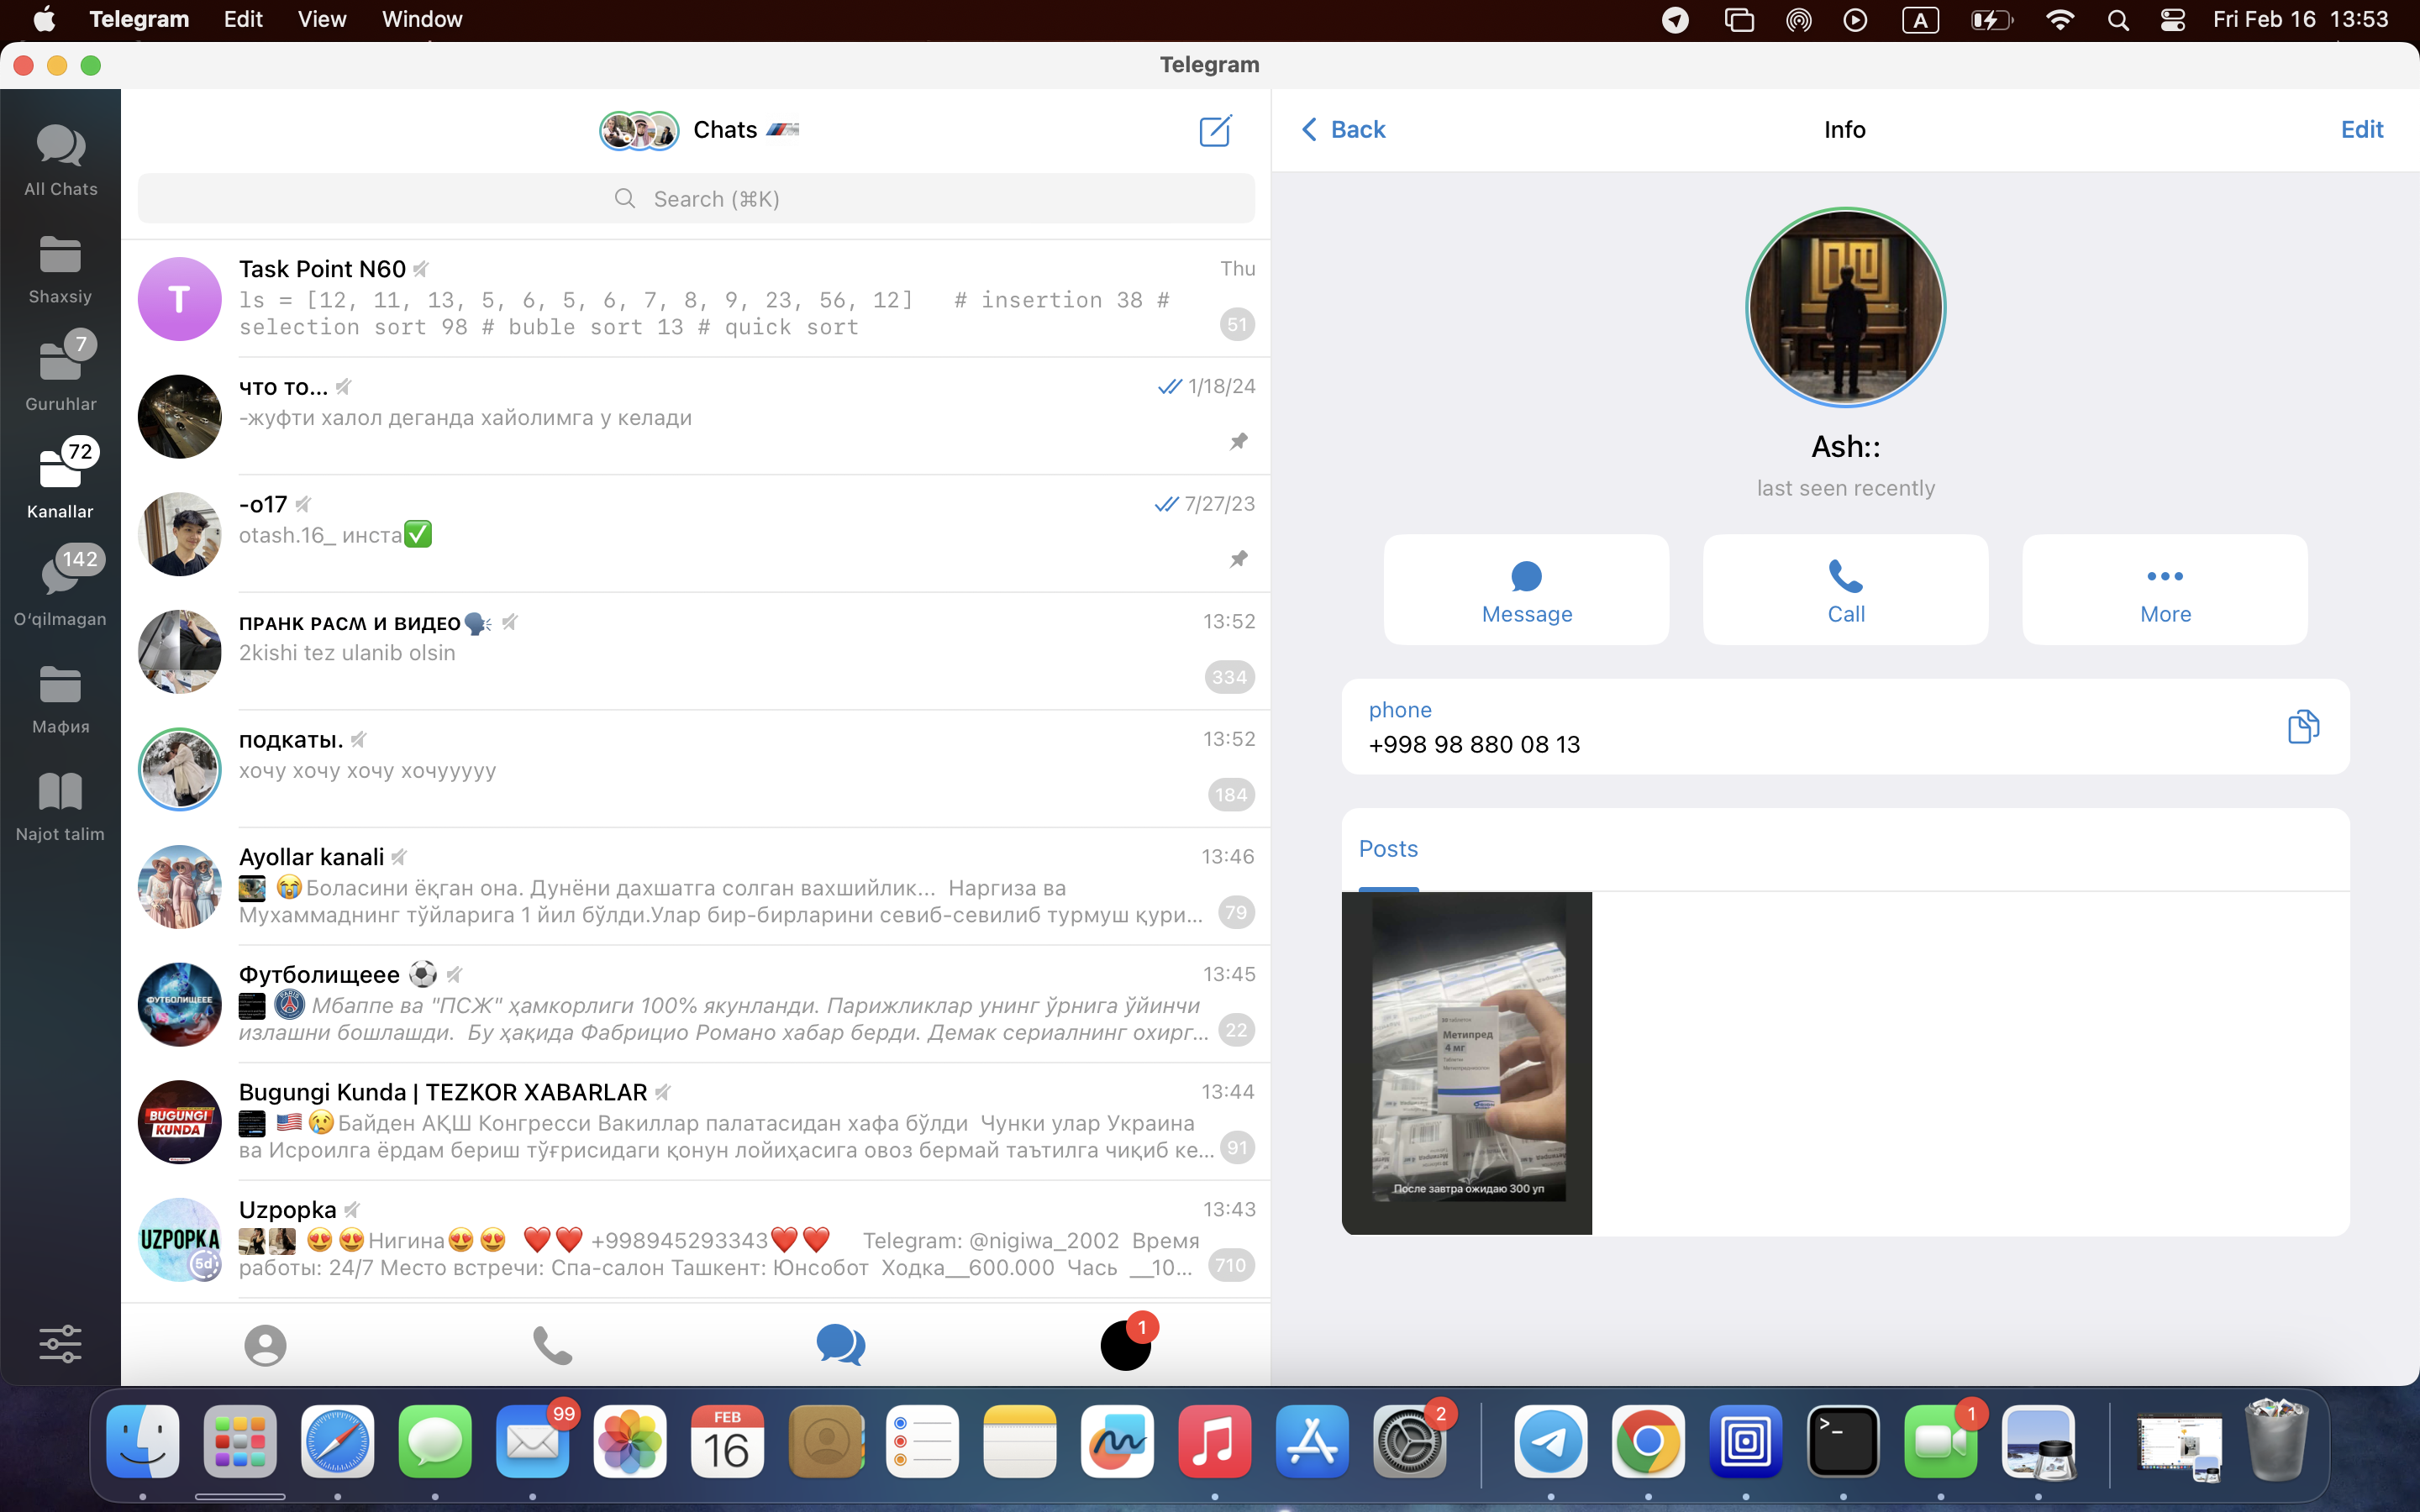 Telegram Edit View Window A Fri Feb 16 13:53
Telegram
All Chats
Shaxsiy
7
Guruhlar
72
Kanallar
142
O'qilmagan
Мафия
Najot talim
Chats
Search (⌘K)
Task Point N60 Thu
ls = [12, 11, 13, 5, 6, 5, 6, 7, 8, 9, 23, 56, 12] # insertion 38 #
selection sort 98 # buble sort 13 # quick sort 51
T
что то... 1/18/24
-жуфти халол деганда хайолимга у келади
-o17 7/27/23
otash.16_ инста✅
ПРАНК РАСМ И ВИДЕО🗣 13:52
2kishi tez ulanib olsin
334
подкаты. 13:52
хочу хочу хочу хочууууу
184
Ayollar kanali 13:46
😭Боласини ёқган она. Дунёни дахшатга солган вахшийлик... Наргиза ва
Мухаммаднинг тўйларига 1 йил бўлди.Улар бир-бирларини севиб-севилиб турмуш қури... 79
Футболищеее ⚽ 13:45
Мбаппе ва "ПСЖ" ҳамкорлиги 100% якунланди. Парижликлар унинг ўрнига ўйинчи
излашни бошлашди. Бу ҳақида Фабрицио Романо хабар берди. Демак сериалнинг охирг... 22
ФУТБОЛИЩЕЕЕ
Bugungi Kunda | TEZKOR XABARLAR 13:44
🇺🇸😢Байден АҚШ Конгресси Вакиллар палатасидан хафа бўлди Чунки улар Украина
ва Исроилга ёрдам бериш тўғрисидаги қонун лойиҳасига овоз бермай таътилга чиқиб ке... 91
BUGUNGI
KUNDA
Uzpopka 13:43
😍😍Нигина😍😍 ❤️❤️ +998945293343❤️❤️ Telegram: @nigiwa_2002 Время
работы: 24/7 Место встречи: Спа-салон Ташкент: Юнсобот Ходка__600.000 Чась __10... 710
UZPOPKA
5d
1
Back Info Edit
Ash::
last seen recently
Message Call More
phone
+998 98 880 08 13
Posts
Метипред
4 мг
После завтра ожидаю 300 уп
99
FEB
16
2
>_
1